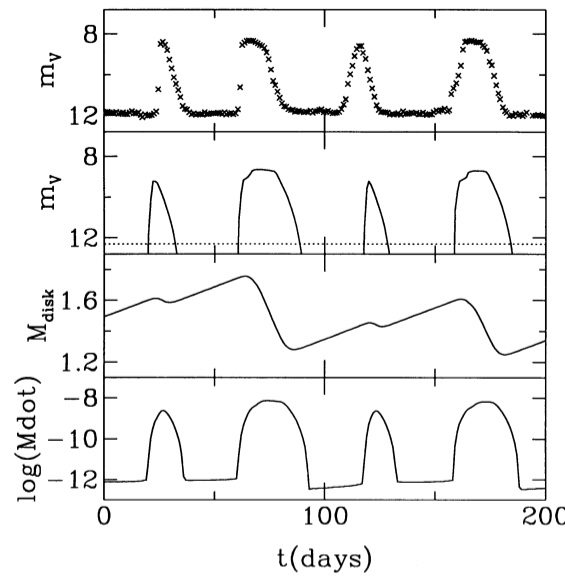 8
m_V
12
8
m_V
12
1.6
M_disk
1.2
-8
log(Mdot)
-10
-12
0
100
200
t(days)